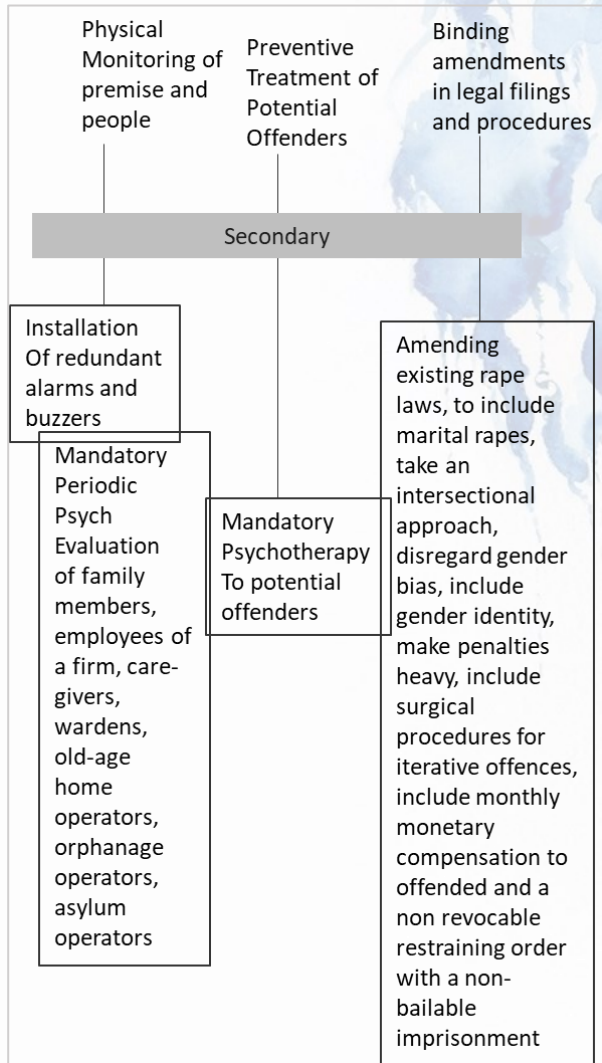 Physical
Monitoring of
premise and
people
Preventive
Treatment of
Potential
Offenders
Binding
amendments
in legal filings
and procedures
Secondary
Installation
Of redundant
alarms and
buzzers
Mandatory
Periodic
Psych
Evaluation
of family
members,
employees of
a firm, care-
givers,
wardens,
old-age
home
operators,
orphanage
operators,
asylum
operators
Mandatory
Psychotherapy
To potential
offenders
Amending
existing rape
laws, to include
marital rapes,
take an
intersectional
approach,
disregard gender
bias, include
gender identity,
make penalties
heavy, include
surgical
procedures for
iterative offences,
include monthly
monetary
compensation to
offended and a
non revocable
restraining order
with a non-
bailable
imprisonment